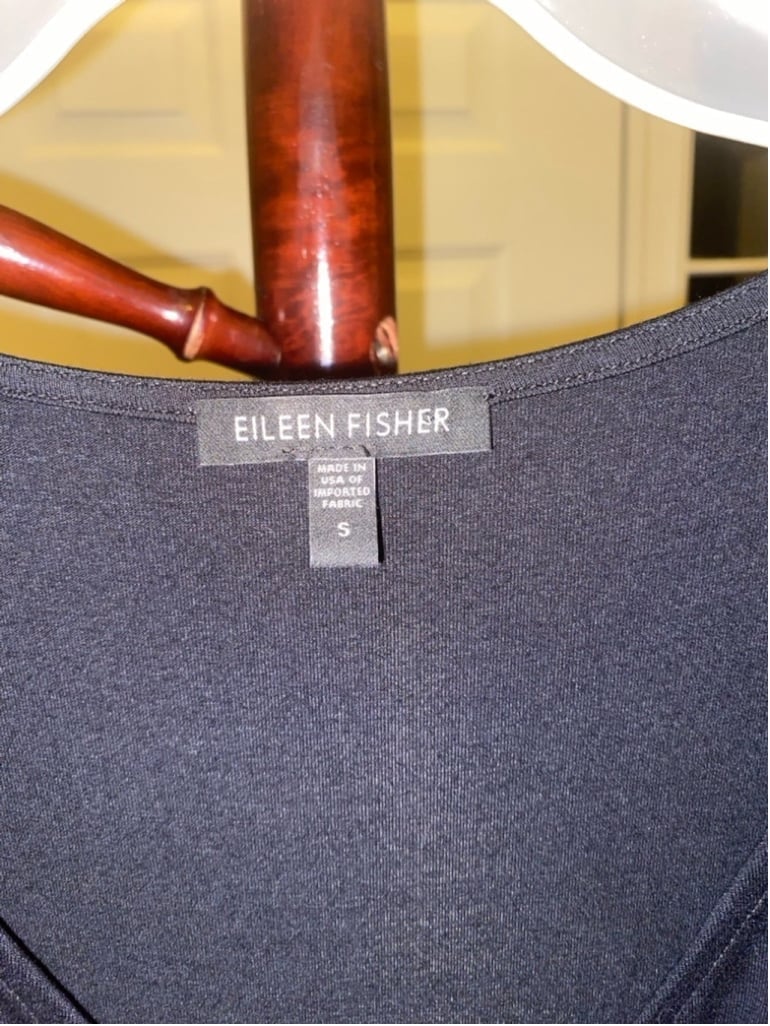 EILEEN FISHER
MADE IN
USA OF
IMPORTED
FABRIC
S